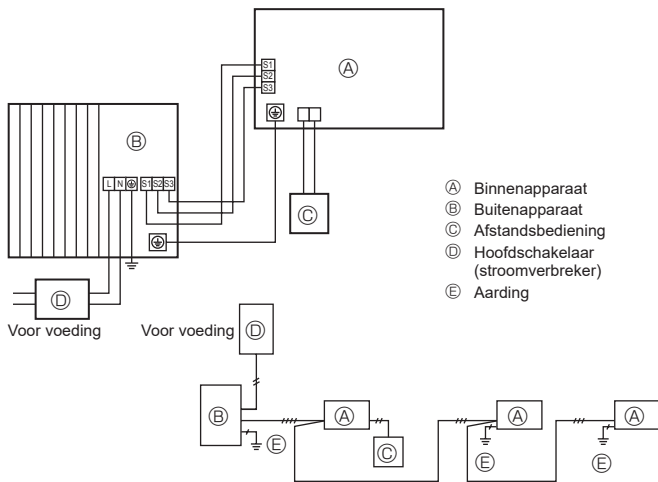 S1
S2
S3
Ⓐ
Ⓑ
L N S1 S2 S3
Ⓒ
Ⓓ
Voor voeding
Ⓐ Binnenapparaat
Ⓑ Buitenapparaat
Ⓒ Afstandsbediening
Ⓓ Hoofdschakelaar
(stroomverbreker)
Ⓔ Aarding
Voor voeding Ⓓ
Ⓑ Ⓐ Ⓐ Ⓐ
Ⓔ Ⓒ Ⓔ Ⓔ